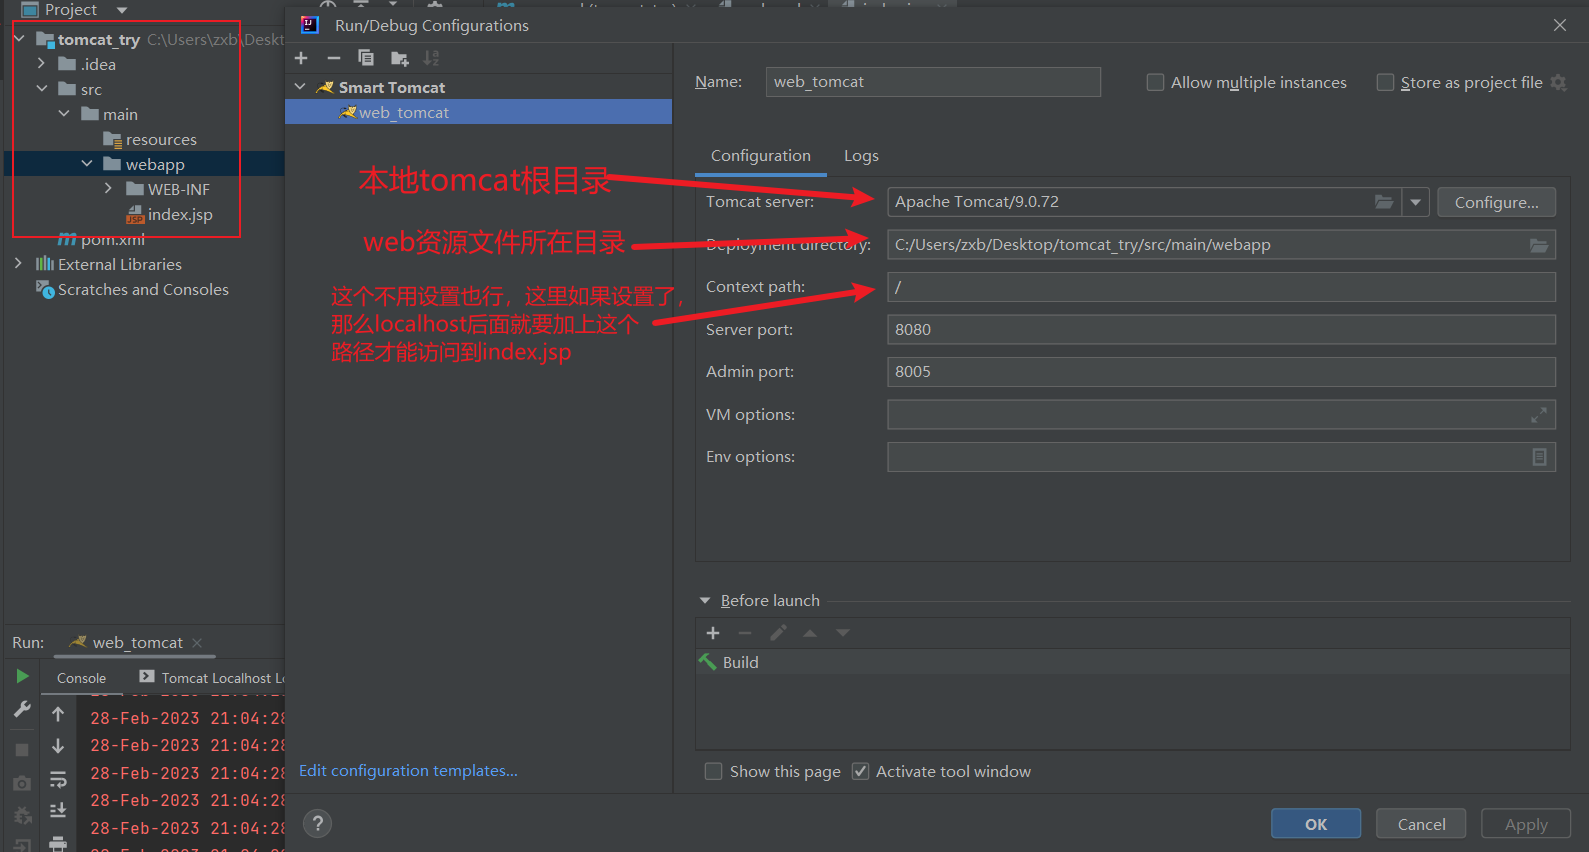 Project
Run/Debug Configurations
tomcat_try C:\Users\zxb\Deskt
.idea
src
main
resources
webapp
WEB-INF
index.jsp
pom.xml
External Libraries
Scratches and Consoles
Smart Tomcat
web_tomcat
Name: web_tomcat
Allow multiple instances
Store as project file
Configuration Logs
本地tomcat根目录
web资源文件所在目录
这个不用设置也行，这里如果设置了，
那么localhost后面就要加上这个
路径才能访问到index.jsp
Tomcat server: Apache Tomcat/9.0.72 Configure...
Deployment directory: C:/Users/zxb/Desktop/tomcat_try/src/main/webapp
Context path: /
Server port: 8080
Admin port: 8005
VM options:
Env options:
Before launch
Build
Show this page Activate tool window
Edit configuration templates...
? OK Cancel Apply
Run: web_tomcat
Console Tomcat Localhost Lo
28-Feb-2023 21:04:28
28-Feb-2023 21:04:28
28-Feb-2023 21:04:28
28-Feb-2023 21:04:28
28-Feb-2023 21:04:28